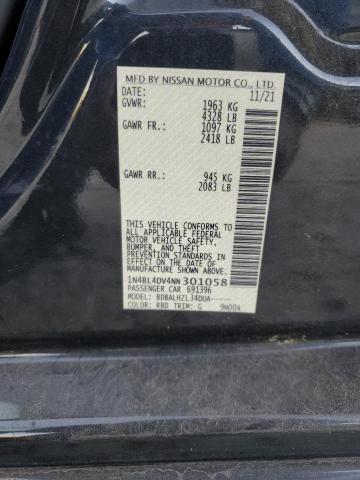 MFD BY NISSAN MOTOR CO., LTD.
DATE: 11/21
GVWR: 1963 KG
4328 LB
GAWR FR: 1097 KG
2418 LB
GAWR RR: 945 KG
2083 LB
THIS VEHICLE CONFORMS TO
ALL APPLICABLE FEDERAL
MOTOR VEHICLE SAFETY,
BUMPER, AND THEFT
PREVENTION STANDARDS IN
EFFECT ON THE DATE OF
MANUFACTURE SHOWN ABOVE.
1N4BL4DV4NN301058
PASSENGER CAR 691396
MODEL: BDBALHZL34DUA-----
COLOR: RBD TRIM: G 9N00A